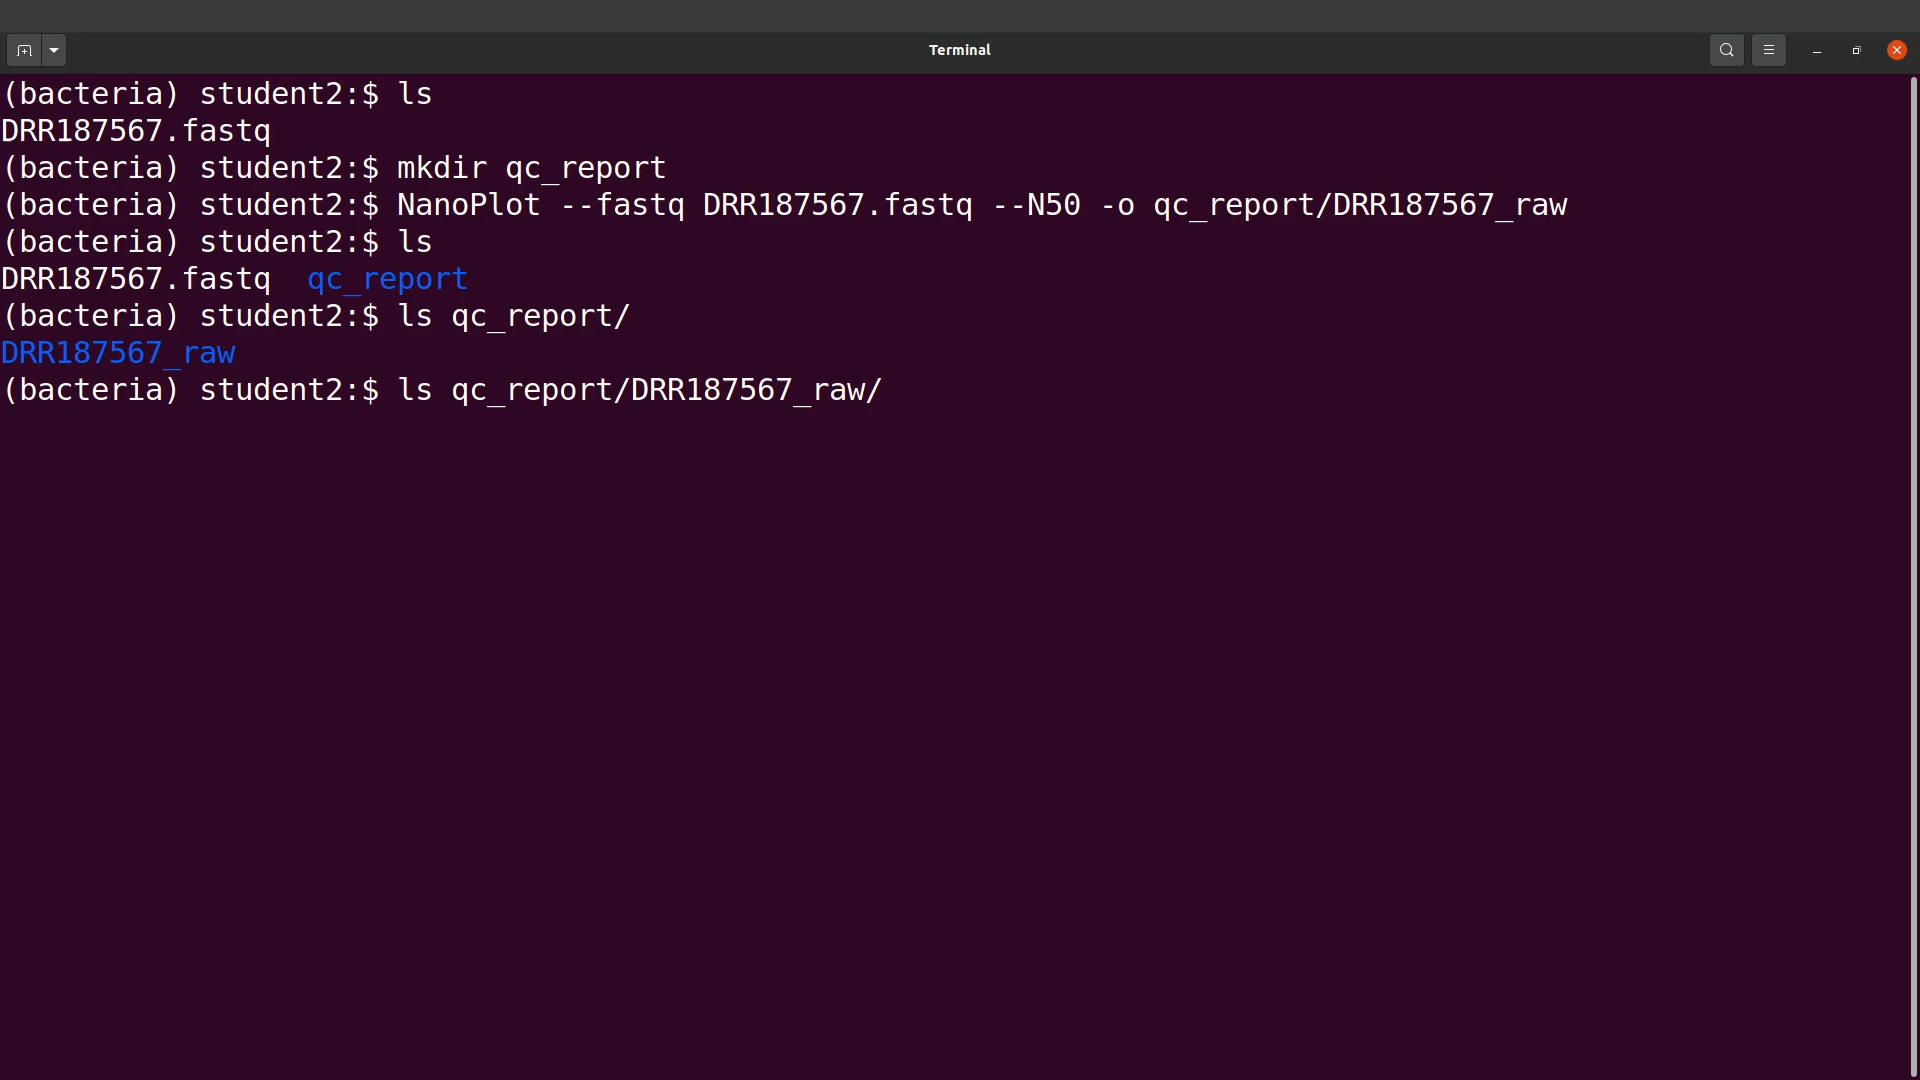 Terminal
(bacteria) student2:$ ls
DRR187567.fastq
(bacteria) student2:$ mkdir qc_report
(bacteria) student2:$ NanoPlot --fastq DRR187567.fastq --N50 -o qc_report/DRR187567_raw
(bacteria) student2:$ ls
DRR187567.fastq  qc_report
(bacteria) student2:$ ls qc_report/
DRR187567_raw
(bacteria) student2:$ ls qc_report/DRR187567_raw/